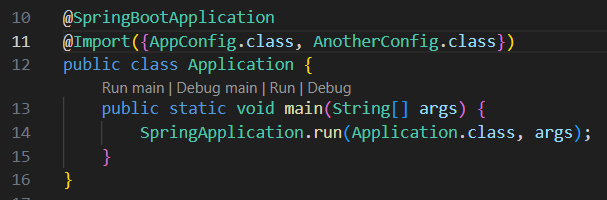 10 @SpringBootApplication
11 @Import({AppConfig.class, AnotherConfig.class})
12 public class Application {
Run main | Debug main | Run | Debug
13 public static void main(String[] args) {
14 SpringApplication.run(Application.class, args);
15 }
16 }